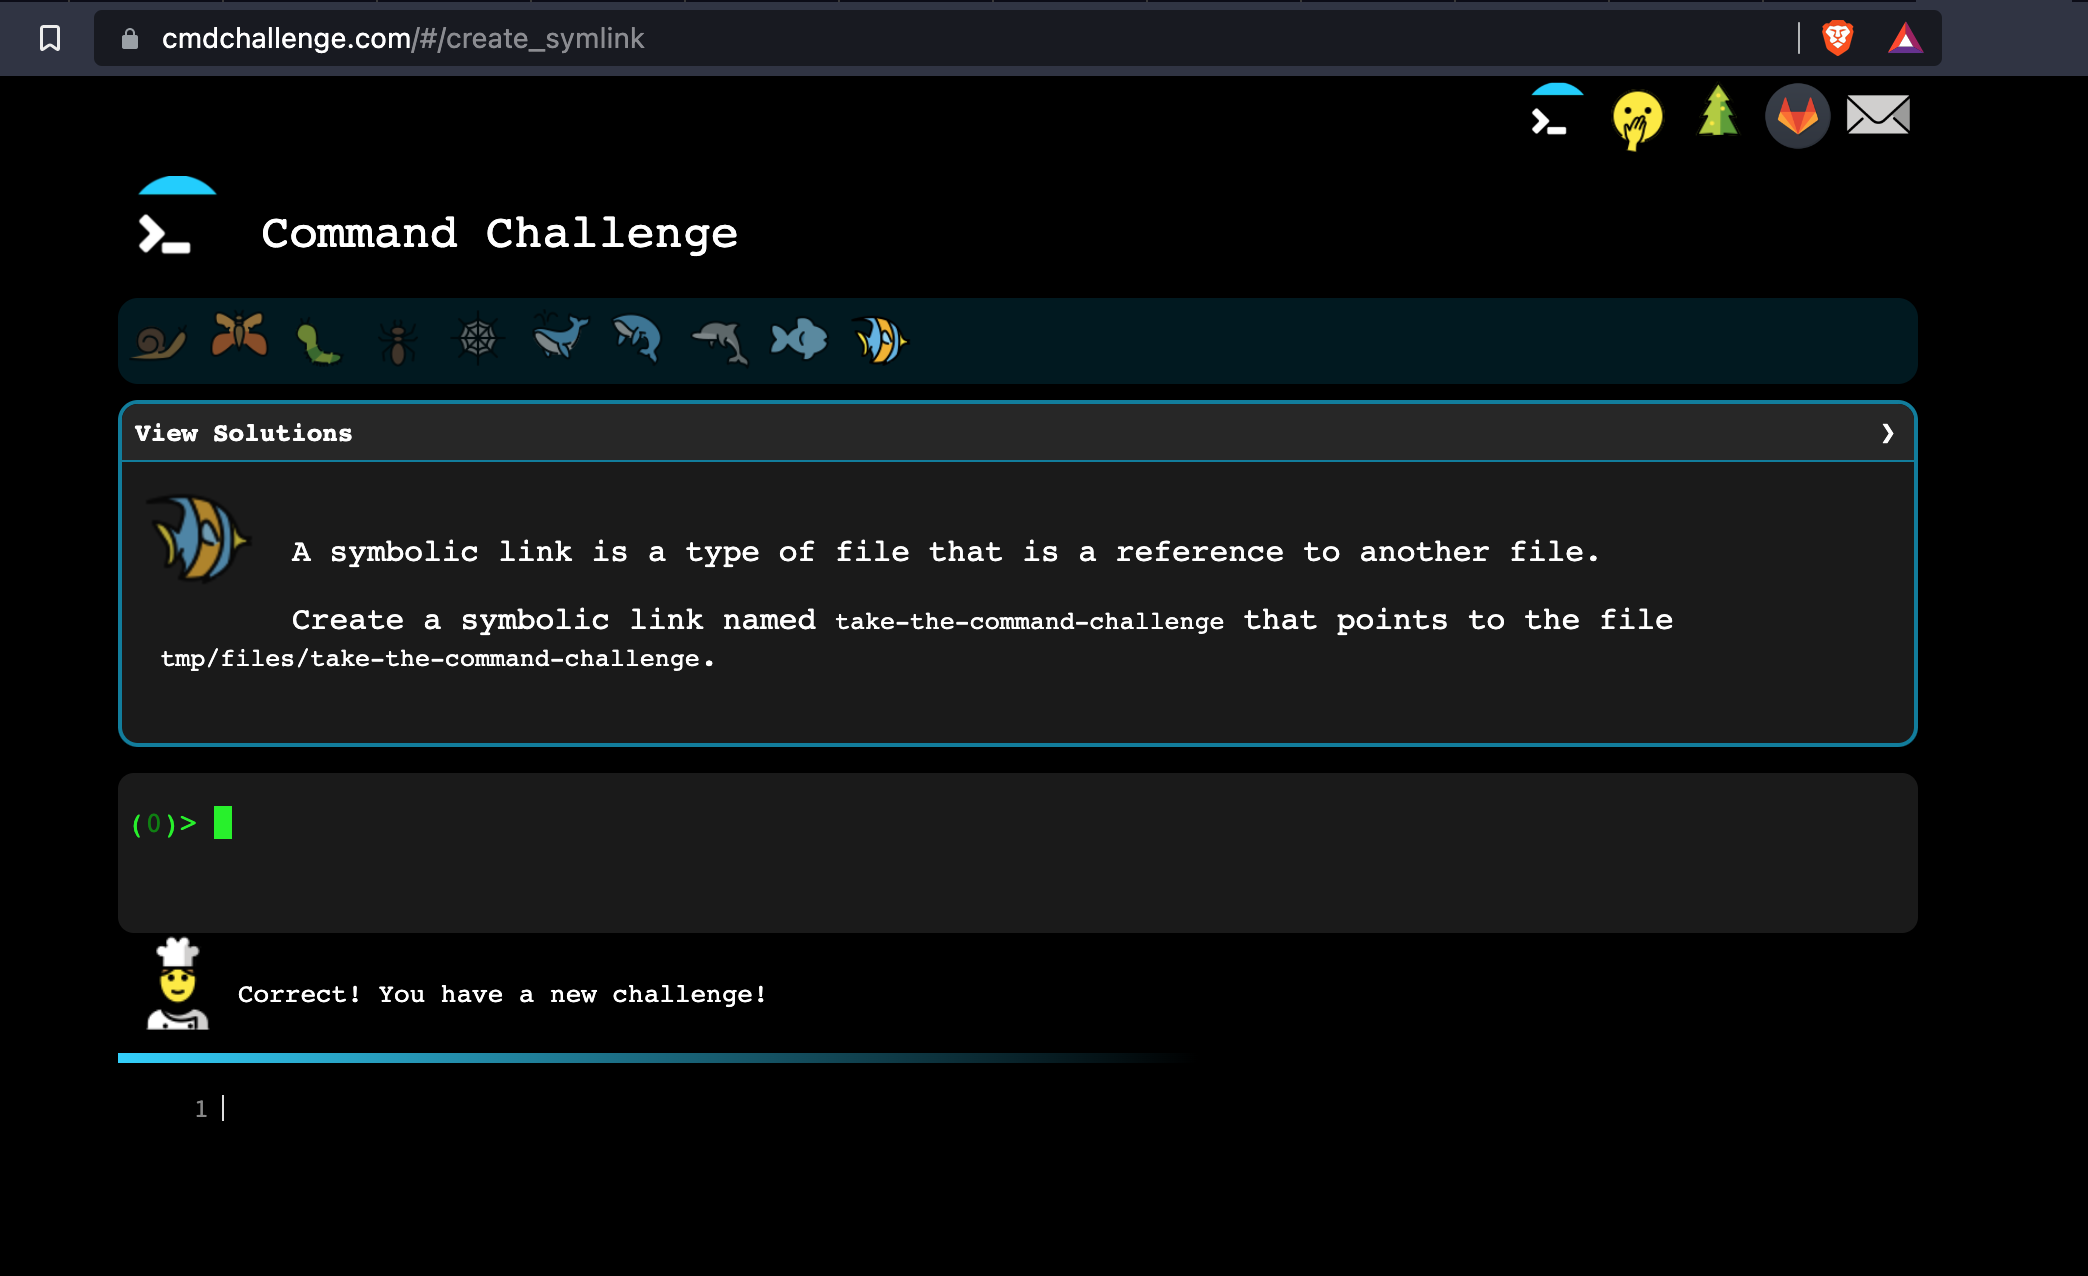 cmdchallenge.com/#/create_symlink
Command Challenge
View Solutions ❯
A symbolic link is a type of file that is a reference to another file.
Create a symbolic link named take-the-command-challenge that points to the file
tmp/files/take-the-command-challenge.
(0)>
Correct! You have a new challenge!
1